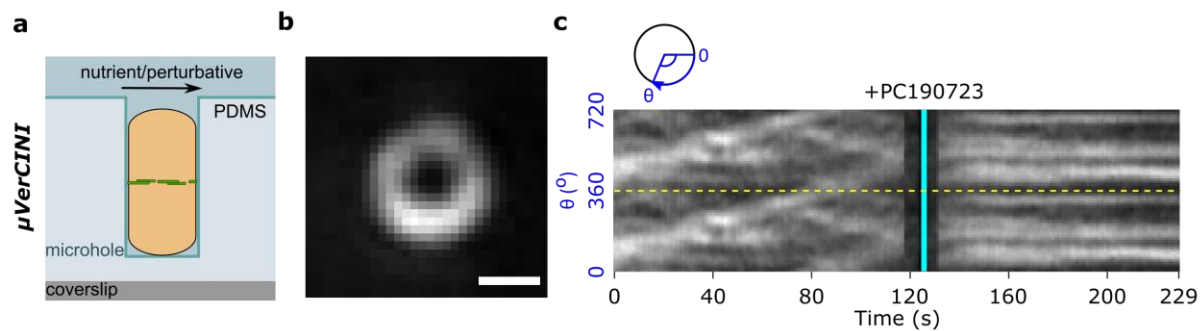 a
b
c
μVerCINI
nutrient/perturbative
PDMS
microhole
coverslip
0
θ
+PC190723
θ (°)
720
360
0
0
40
80
120
160
200
229
Time (s)